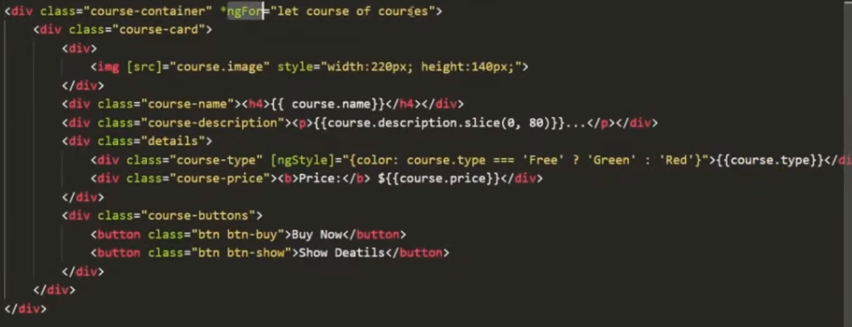 <div class="course-container" *ngFor="let course of courses">
<div class="course-card">
<div>
<img [src]="course.image" style="width:220px; height:140px;">
</div>
<div class="course-name"><h4>{{ course.name}}</h4></div>
<div class="course-description"><p>{{course.description.slice(0, 80)}}...</p></div>
<div class="details">
<div class="course-type" [ngStyle]="{color: course.type === 'Free' ? 'Green' : 'Red'}">{{course.type}}</di
<div class="course-price"><b>Price:</b> ${{course.price}}</div>
</div>
<div class="course-buttons">
<button class="btn btn-buy">Buy Now</button>
<button class="btn btn-show">Show Deatils</button>
</div>
</div>
</div>